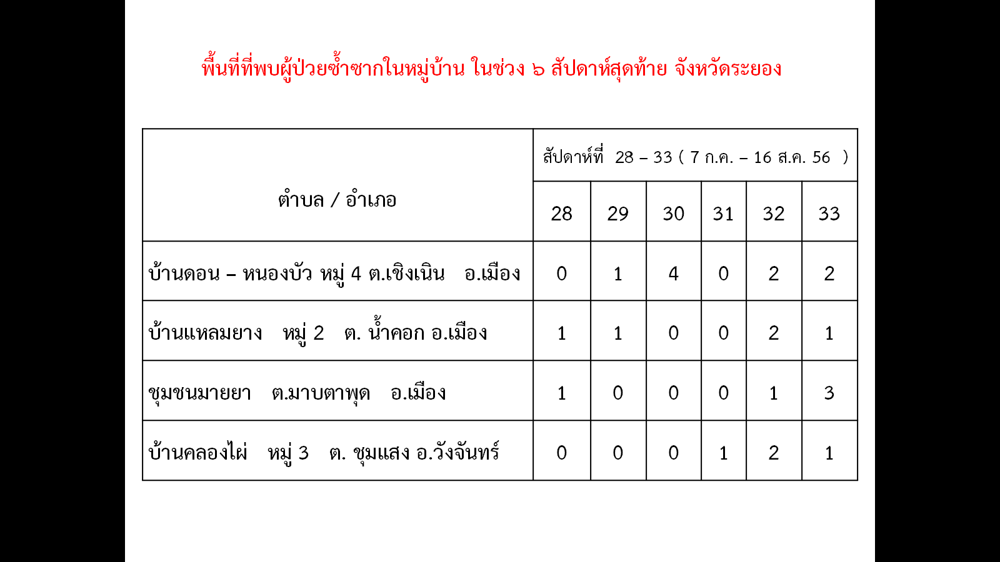 พื้นที่ที่พบผู้ป่วยซ้ำซากในหมู่บ้าน ในช่วง ๖ สัปดาห์สุดท้าย จังหวัดระยอง
ตำบล / อำเภอ
สัปดาห์ที่ 28 – 33 ( 7 ก.ค. – 16 ส.ค. 56 )
28 29 30 31 32 33
บ้านดอน – หนองบัว หมู่ 4 ต.เชิงเนิน อ.เมือง 0 1 4 0 2 2
บ้านแหลมยาง หมู่ 2 ต. น้ำคอก อ.เมือง 1 1 0 0 2 1
ชุมชนมายยา ต.มาบตาพุด อ.เมือง 1 0 0 0 1 3
บ้านคลองไผ่ หมู่ 3 ต. ชุมแสง อ.วังจันทร์ 0 0 0 1 2 1